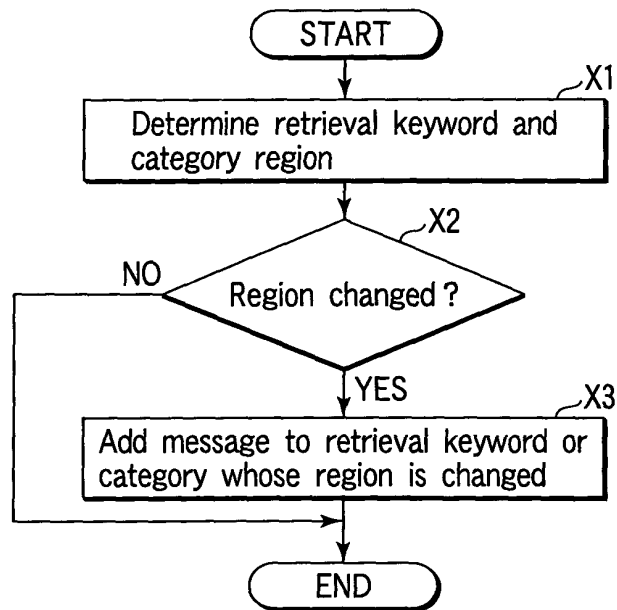 START
X1
Determine retrieval keyword and
category region
X2
NO
Region changed ?
YES
X3
Add message to retrieval keyword or
category whose region is changed
END